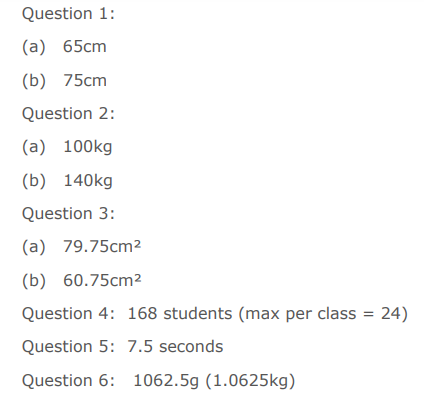 Question 1:
(a) 65cm
(b) 75cm
Question 2:
(a) 100kg
(b) 140kg
Question 3:
(a) 79.75cm²
(b) 60.75cm²
Question 4: 168 students (max per class = 24)
Question 5: 7.5 seconds
Question 6: 1062.5g (1.0625kg)